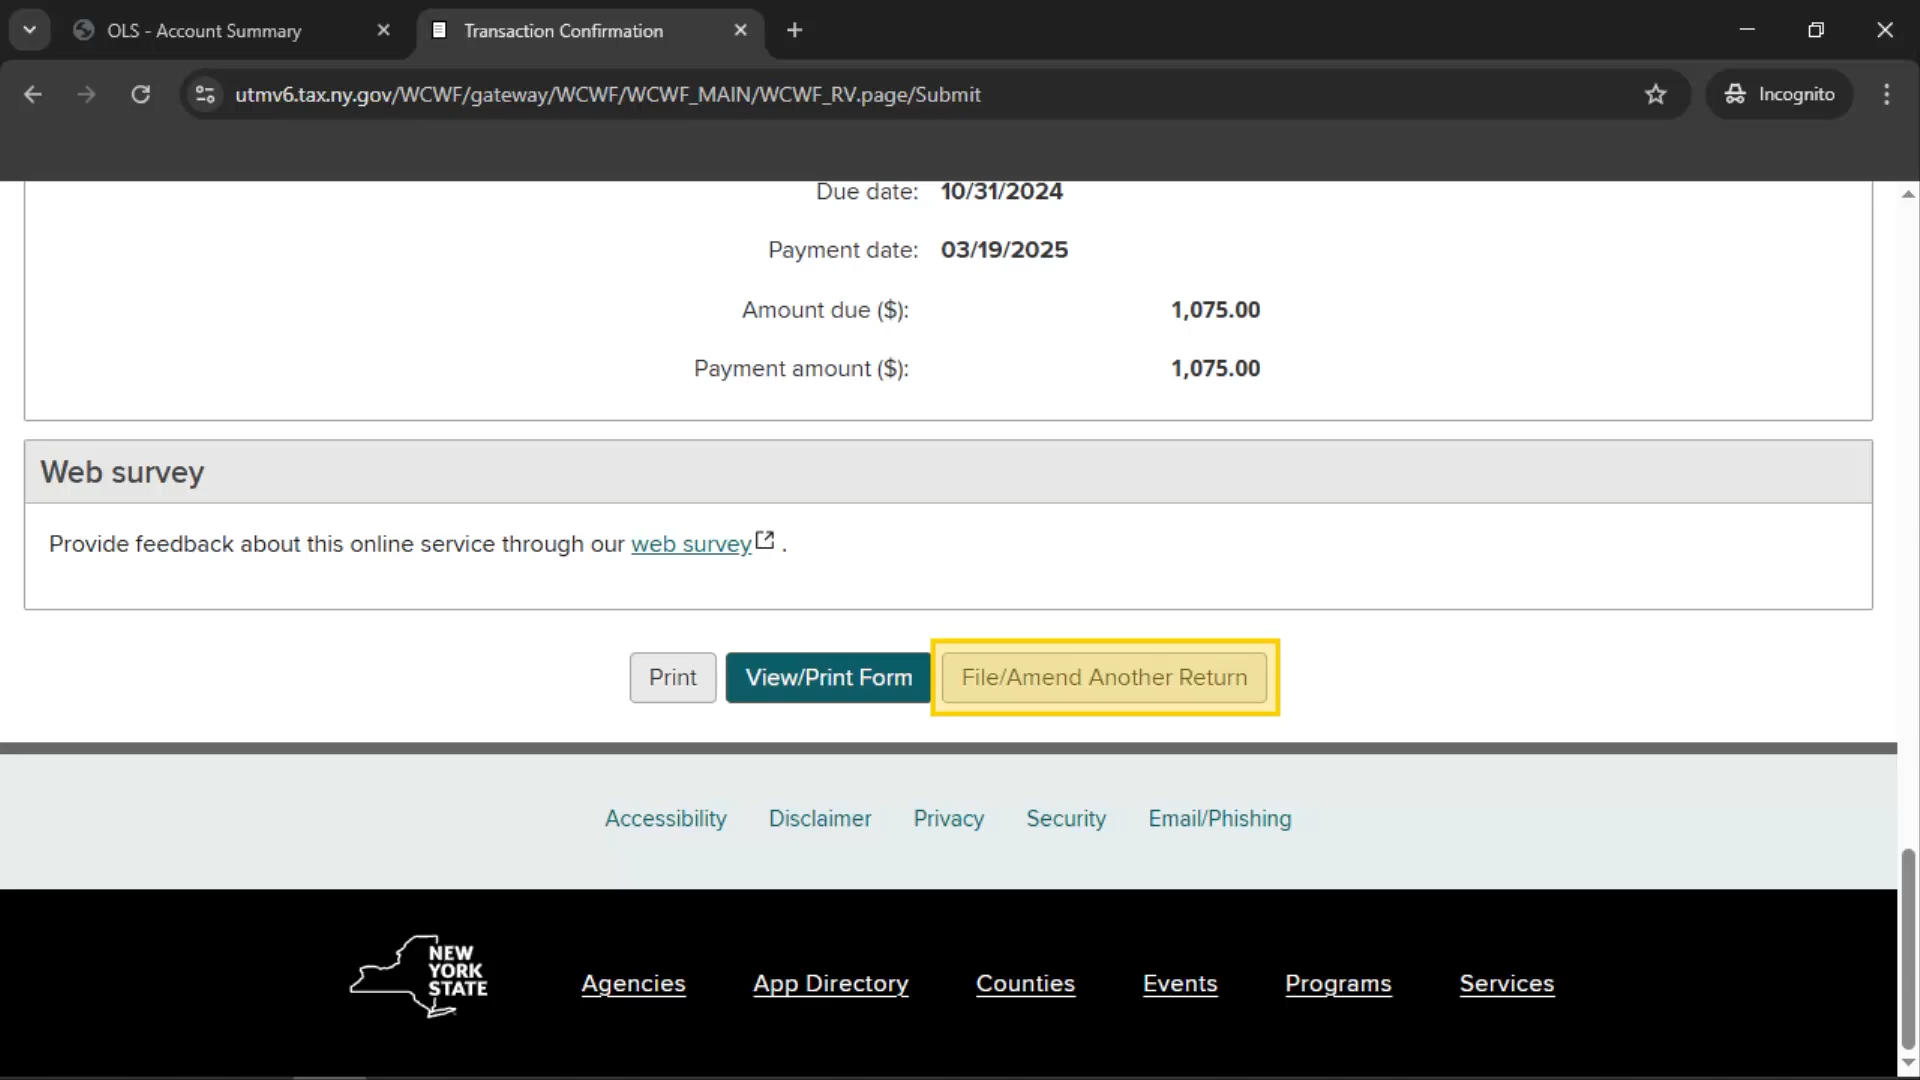 OLS - Account Summary
Transaction Confirmation
utmv6.tax.ny.gov/WCWF/gateway/WCWF/WCWF_MAIN/WCWF_RV.page/Submit
Incognito
Due date: 10/31/2024
Payment date: 03/19/2025
Amount due ($): 1,075.00
Payment amount ($): 1,075.00
Web survey
Provide feedback about this online service through our web survey .
Print View/Print Form File/Amend Another Return
Accessibility Disclaimer Privacy Security Email/Phishing
NEW
YORK
STATE
Agencies App Directory Counties Events Programs Services